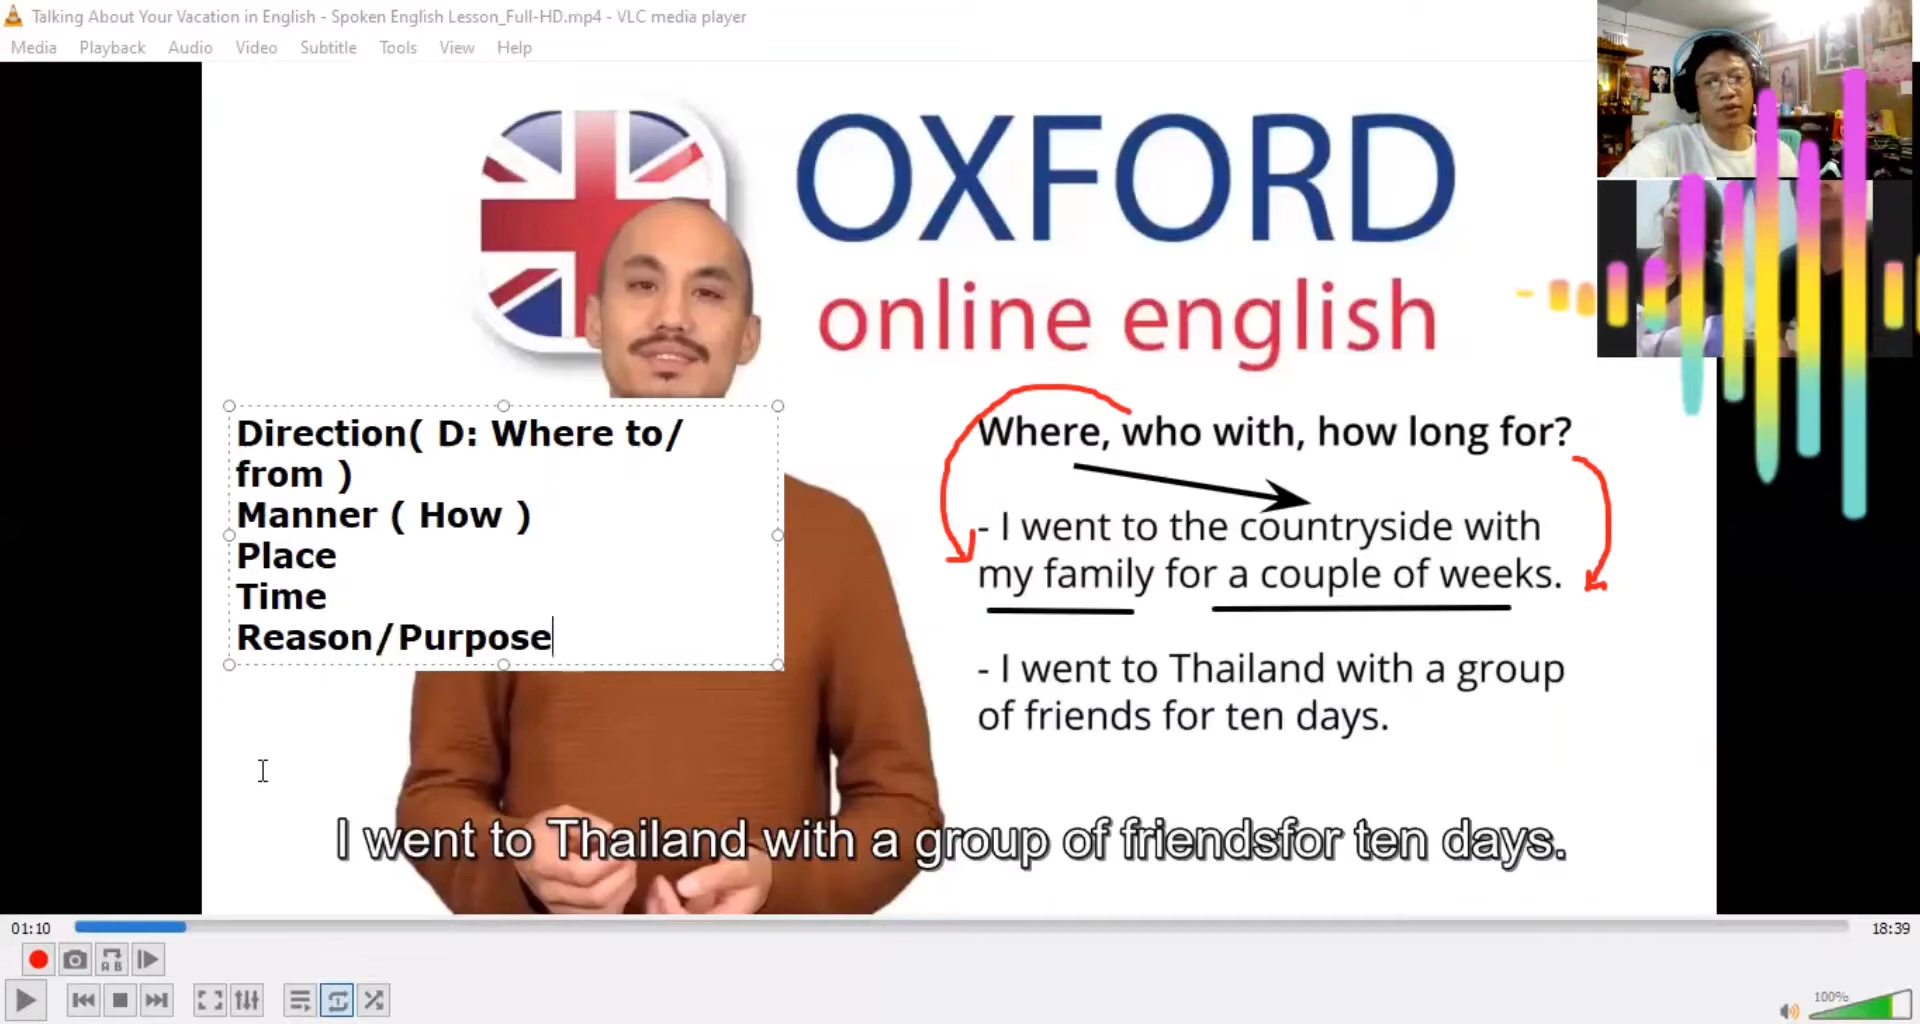 Talking About Your Vacation in English - Spoken English Lesson_Full-HD.mp4 - VLC media player
Media Playback Audio Video Subtitle Tools View Help
OXFORD
online english
Direction( D: Where to/
from )
Manner ( How )
Place
Time
Reason/Purpose
Where, who with, how long for?
- I went to the countryside with
my family for a couple of weeks.
- I went to Thailand with a group
of friends for ten days.
I went to Thailand with a group of friendsfor ten days.
01:10
18:39
A B
100%